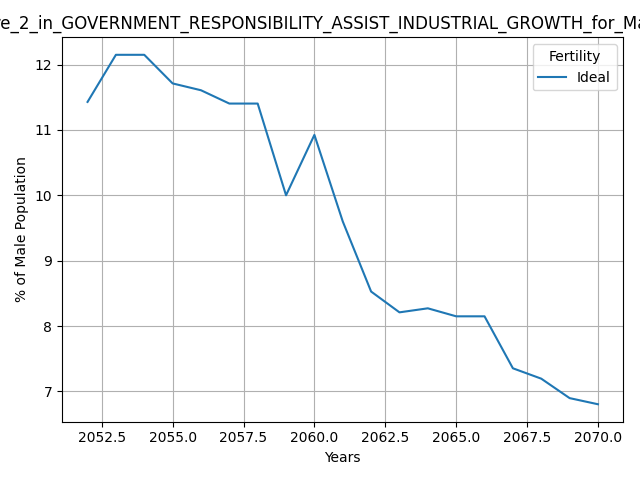 re_2_in_GOVERNMENT_RESPONSIBILITY_ASSIST_INDUSTRIAL_GROWTH_for_Ma
Fertility
Ideal
12
11
10
9
8
7
% of Male Population
2052.5 2055.0 2057.5 2060.0 2062.5 2065.0 2067.5 2070.0
Years